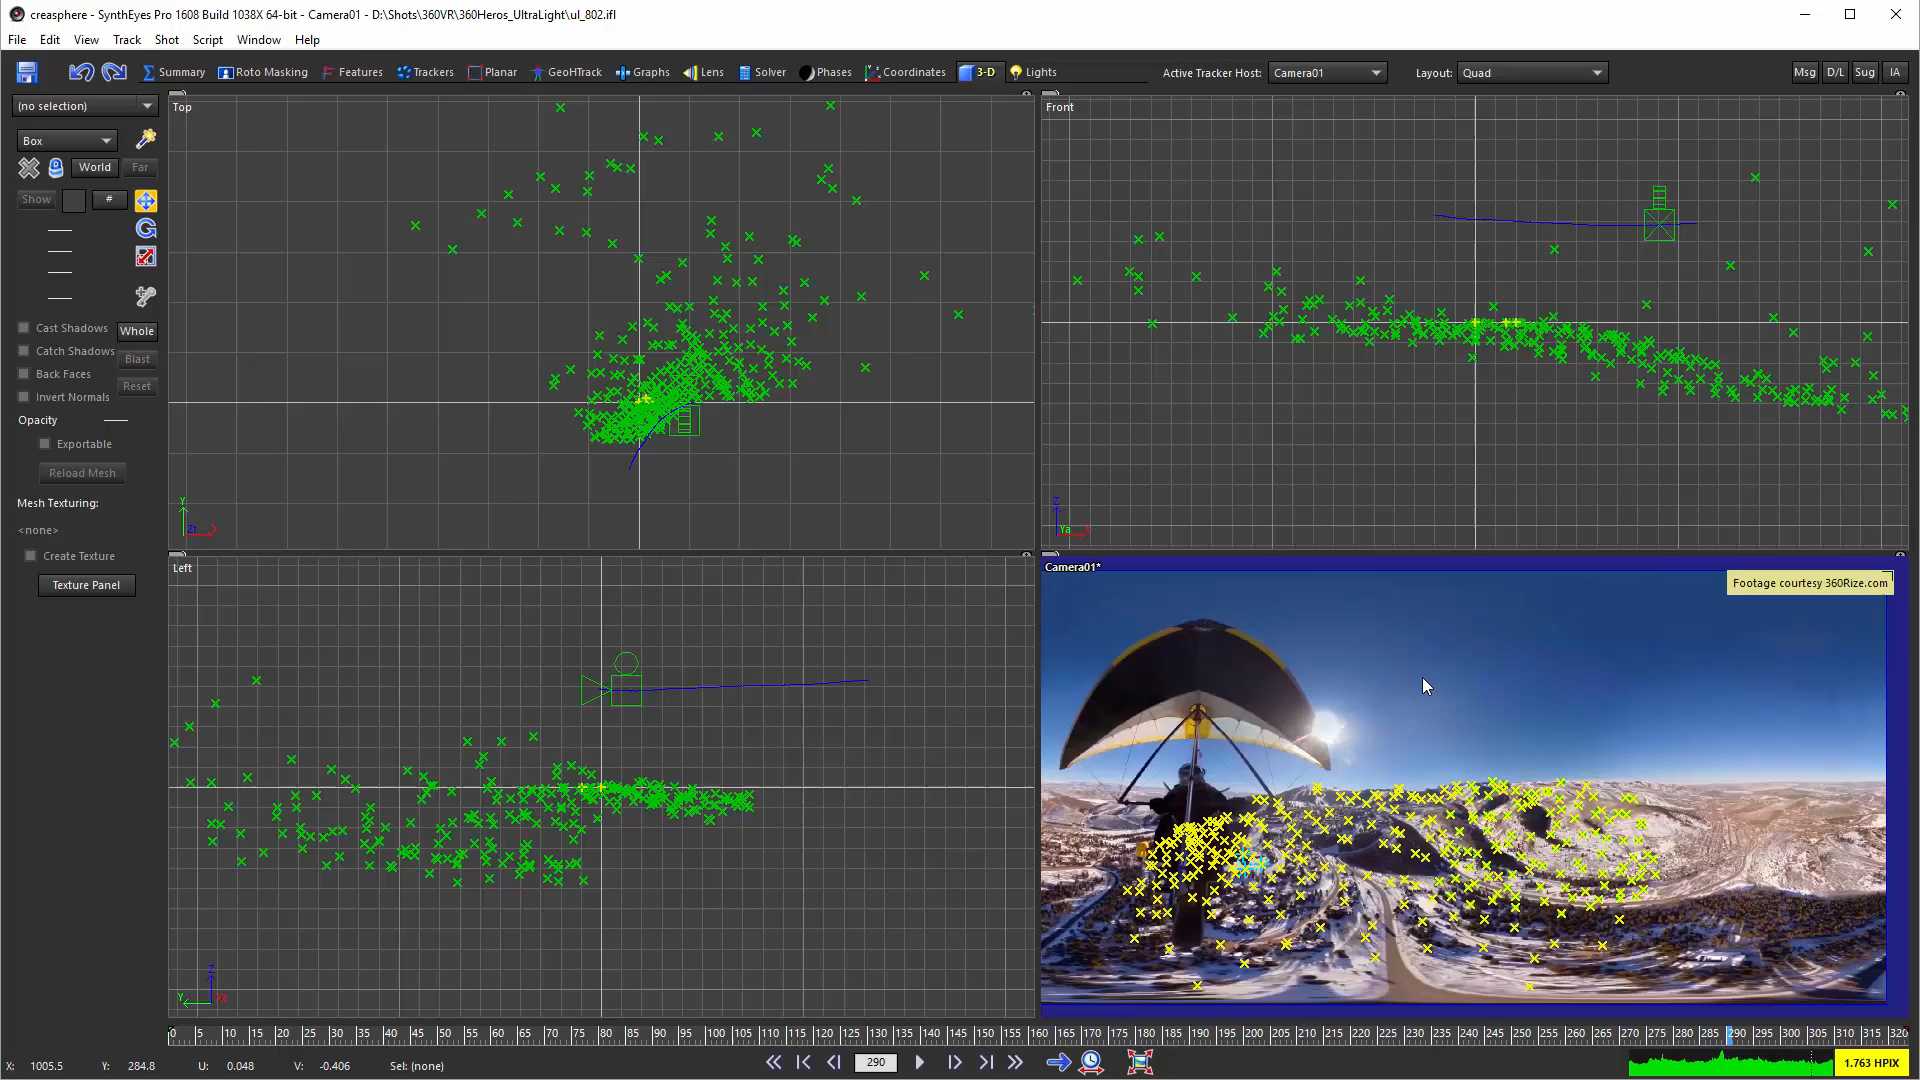 creasphere - SynthEyes Pro 1608 Build 1038X 64-bit - Camera01 - D:\Shots\360VR\360Heros_UltraLight\ul_802.ifl
File Edit View Track Shot Script Window Help
Summary Roto Masking Features Trackers Planar GeoHTrack Graphs Lens Solver Phases Coordinates 3-D Lights Active Tracker Host: Camera01 Layout: Quad Msg D/L Sug IA
(no selection)
Box
World Far
Show #
Cast Shadows Whole
Catch Shadows Blast
Back Faces
Reset
Invert Normals
Opacity
Exportable
Reload Mesh
Mesh Texturing:
<none>
Create Texture
Texture Panel
Top
Y
X
Front
Z
Ya
X
Left
Z
Y Xa
Camera01*
Footage courtesy 360Rize.com
0 5 10 15 20 25 30 35 40 45 50 55 60 65 70 75 80 85 90 95 100 105 110 115 120 125 130 135 140 145 150 155 160 165 170 175 180 185 190 195 200 205 210 215 220 225 230 235 240 245 250 255 260 265 270 275 280 285 290 295 300 305 310 315 320
X: 1005.5 Y: 284.8 U: 0.048 V: -0.406 Sel: (none) 290 1.763 HPIX